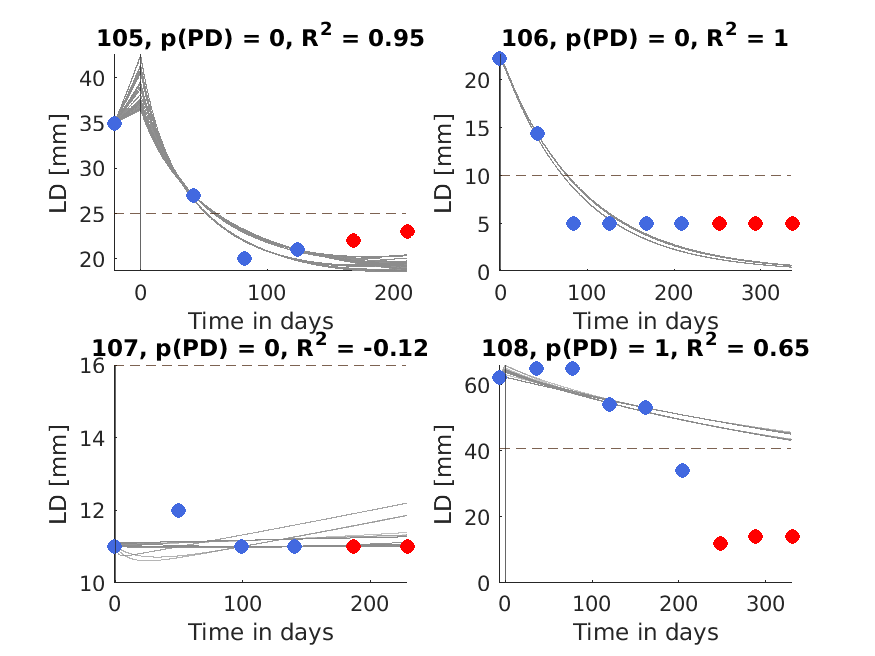 105, p(PD) = 0, R² = 0.95
LD [mm]
40
35
30
25
20
0
100
200
Time in days
106, p(PD) = 0, R² = 1
LD [mm]
20
15
10
5
0
0
100
200
300
Time in days
107, p(PD) = 0, R² = -0.12
LD [mm]
16
14
12
10
0
100
200
Time in days
108, p(PD) = 1, R² = 0.65
LD [mm]
60
40
20
0
0
100
200
300
Time in days